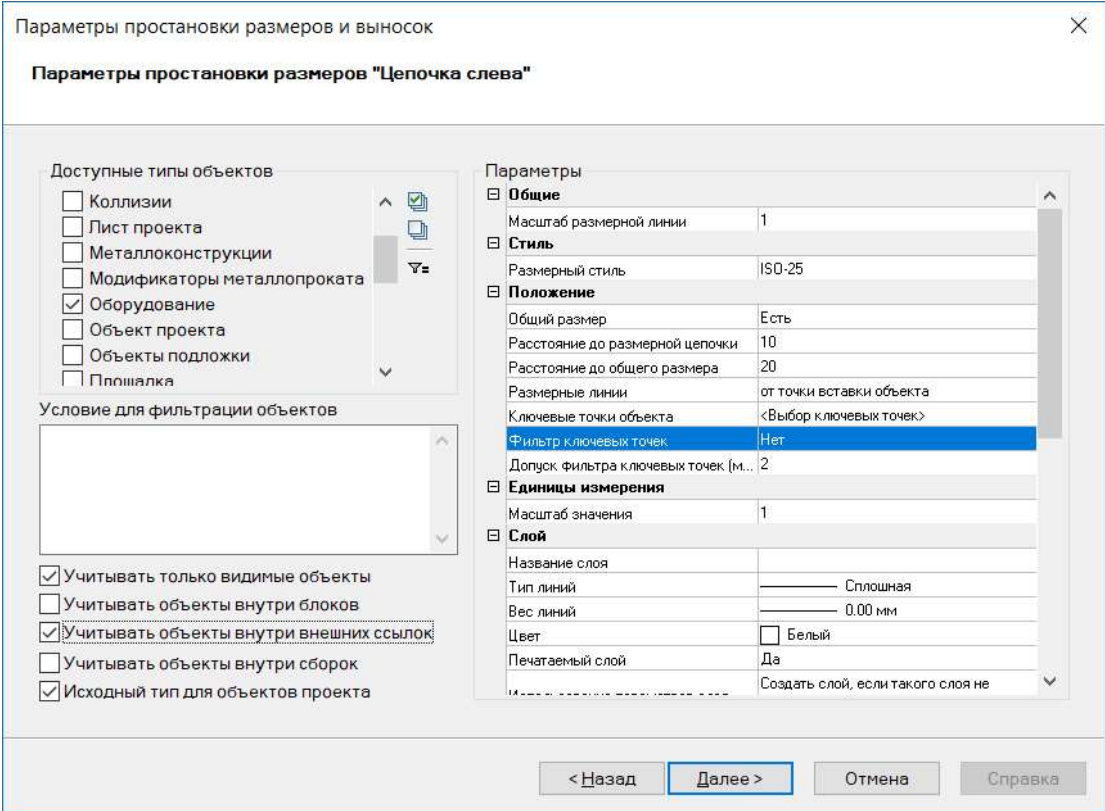 Параметры простановки размеров и выносок
Параметры простановки размеров "Цепочка слева"
Доступные типы объектов
Коллизии
Лист проекта
Металлоконструкции
Модификаторы металлопроката
Оборудование
Объект проекта
Объекты подложки
Площадка
Условие для фильтрации объектов
Учитывать только видимые объекты
Учитывать объекты внутри блоков
Учитывать объекты внутри внешних ссылок
Учитывать объекты внутри сборок
Исходный тип для объектов проекта
Параметры
Общие
Масштаб размерной линии 1
Стиль
Размерный стиль ISO-25
Положение
Общий размер Есть
Расстояние до размерной цепочки 10
Расстояние до общего размера 20
Размерные линии от точки вставки объекта
Ключевые точки объекта <Выбор ключевых точек>
Фильтр ключевых точек Нет
Допуск фильтра ключевых точек (м... 2
Единицы измерения
Масштаб значения 1
Слой
Название слоя
Тип линий Сплошная
Вес линий 0.00 мм
Цвет Белый
Печатаемый слой Да
Создать слой, если такого слоя не
< Назад Далее > Отмена Справка